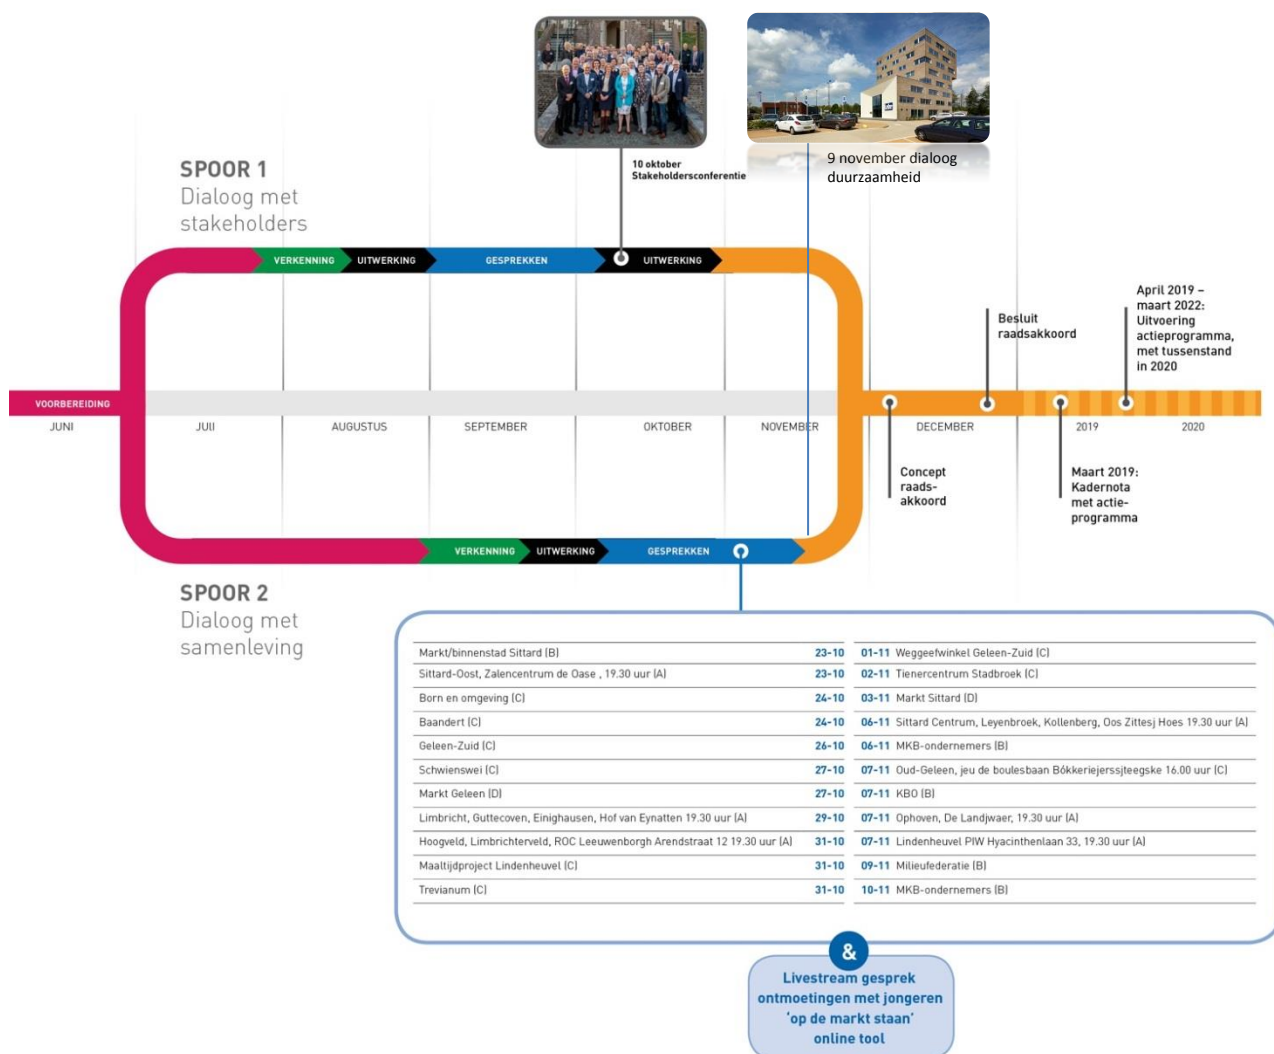 10 oktober
Stakeholdersconferentie
9 november dialoog
duurzaamheid
SPOOR 1
Dialoog met
stakeholders
VERKENNING
UITWERKING
GESPREKKEN
UITWERKING
Besluit
raadsakkoord
April 2019 –
maart 2022:
Uitvoering
actieprogramma,
met tussenstand
in 2020
VOORBEREIDING
JUNI
JULI
AUGUSTUS
SEPTEMBER
OKTOBER
NOVEMBER
DECEMBER
2019
2020
Concept
raads-
akkoord
Maart 2019:
Kadernota
met actie-
programma
VERKENNING
UITWERKING
GESPREKKEN
SPOOR 2
Dialoog met
samenleving
Markt/binnenstad Sittard (B) 23-10
Sittard-Oost, Zalencentrum de Oase , 19.30 uur (A) 23-10
Born en omgeving (C) 24-10
Baandert (C) 24-10
Geleen-Zuid (C) 26-10
Schwienswei (C) 27-10
Markt Geleen (D) 27-10
Limbricht, Guttecoven, Einighausen, Hof van Eynatten 19.30 uur (A) 29-10
Hoogveld, Limbrichterveld, ROC Leeuwenborgh Arendstraat 12 19.30 uur (A) 31-10
Maaltijdproject Lindenheuvel (C) 31-10
Trevianum (C) 31-10
01-11 Weggeefwinkel Geleen-Zuid (C)
02-11 Tienercentrum Stadbroek (C)
03-11 Markt Sittard (D)
06-11 Sittard Centrum, Leyenbroek, Kollenberg, Oos Zittesj Hoes 19.30 uur (A)
06-11 MKB-ondernemers (B)
07-11 Oud-Geleen, jeu de boulesbaan Bókkeriejerssjteegske 16.00 uur (C)
07-11 KBO (B)
07-11 Ophoven, De Landjwaer, 19.30 uur (A)
07-11 Lindenheuvel PIW Hyacinthenlaan 33, 19.30 uur (A)
09-11 Milieufederatie (B)
10-11 MKB-ondernemers (B)
&
Livestream gesprek
ontmoetingen met jongeren
'op de markt staan'
online tool